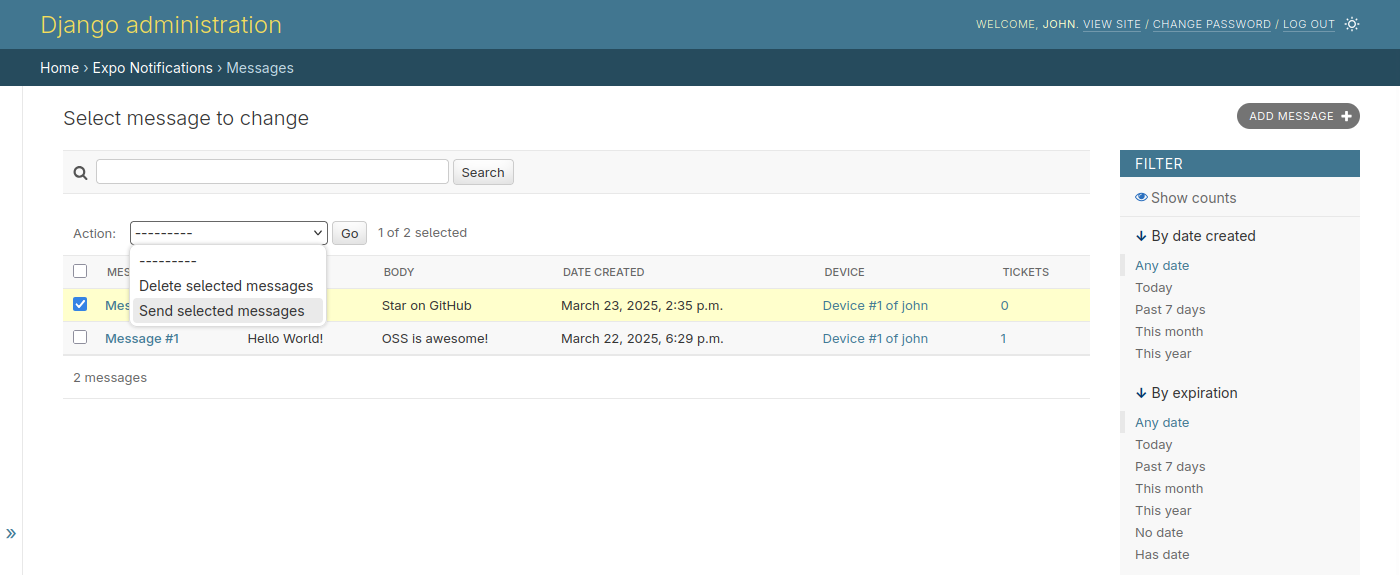 Django administration
WELCOME, JOHN. VIEW SITE / CHANGE PASSWORD / LOG OUT
Home › Expo Notifications › Messages
Select message to change
ADD MESSAGE
Search
Action: --------- Go 1 of 2 selected
---------
Delete selected messages
Send selected messages
MES BODY DATE CREATED DEVICE TICKETS
Mes Star on GitHub March 23, 2025, 2:35 p.m. Device #1 of john 0
Message #1 Hello World! OSS is awesome! March 22, 2025, 6:29 p.m. Device #1 of john 1
2 messages
FILTER
Show counts
By date created
Any date
Today
Past 7 days
This month
This year
By expiration
Any date
Today
Past 7 days
This month
This year
No date
Has date
»